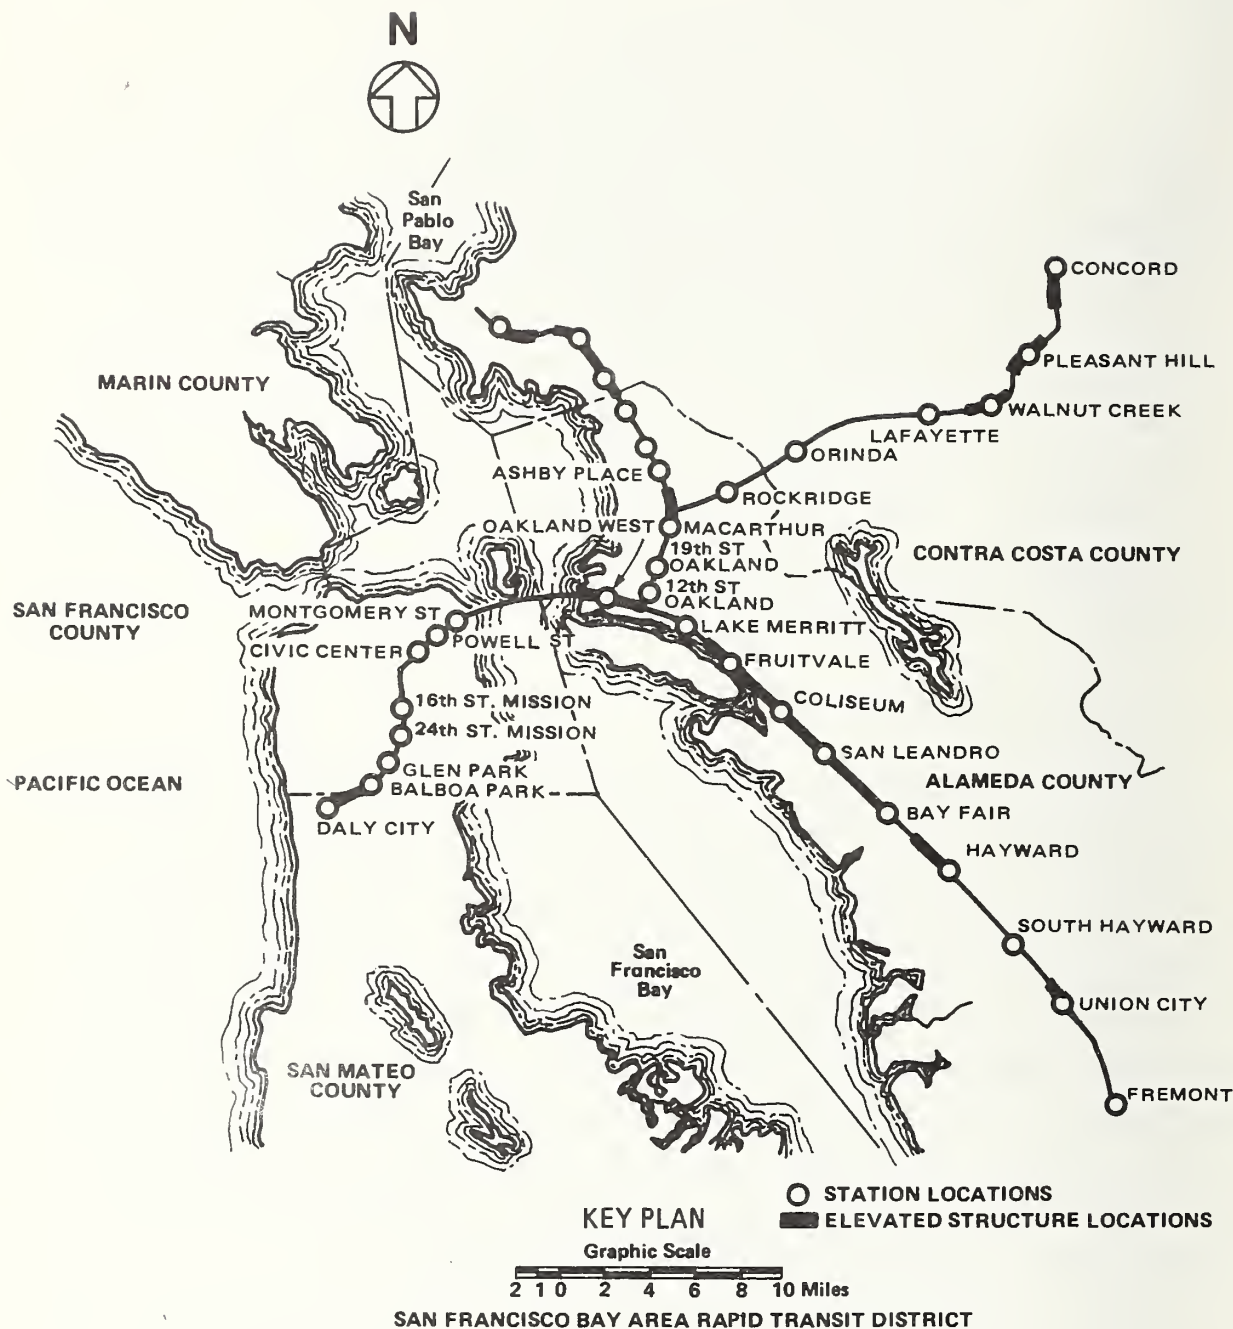 N
San
Pablo
Bay
CONCORD
PLEASANT HILL
MARIN COUNTY
WALNUT CREEK
LAFAYETTE
ORINDA
ASHBY PLACE
ROCKRIDGE
OAKLAND WEST
MACARTHUR
19th ST
OAKLAND
CONTRA COSTA COUNTY
12th ST
OAKLAND
SAN FRANCISCO
COUNTY
MONTGOMERY ST
LAKE MERRITT
POWELL ST
CIVIC CENTER
FRUITVALE
16th ST. MISSION
COLISEUM
24th ST. MISSION
SAN LEANDRO
GLEN PARK
PACIFIC OCEAN
ALAMEDA COUNTY
BALBOA PARK
BAY FAIR
DALY CITY
HAYWARD
SOUTH HAYWARD
San
Francisco
Bay
UNION CITY
SAN MATEO
COUNTY
FREMONT
STATION LOCATIONS
ELEVATED STRUCTURE LOCATIONS
KEY PLAN
Graphic Scale
2 1 0 2 4 6 8 10 Miles
SAN FRANCISCO BAY AREA RAPID TRANSIT DISTRICT